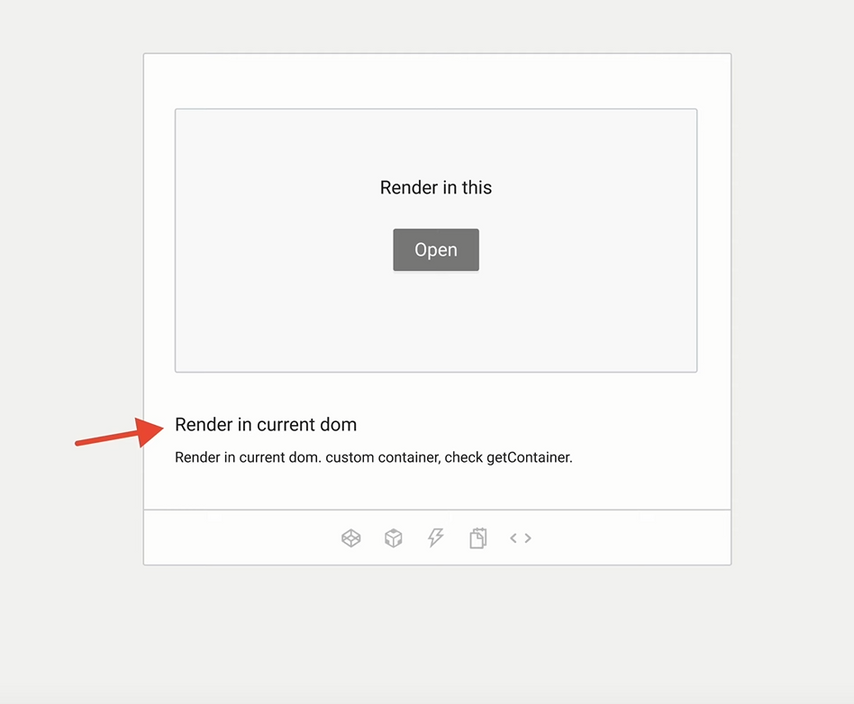 Render in this
Open
Render in current dom
Render in current dom. custom container, check getContainer.